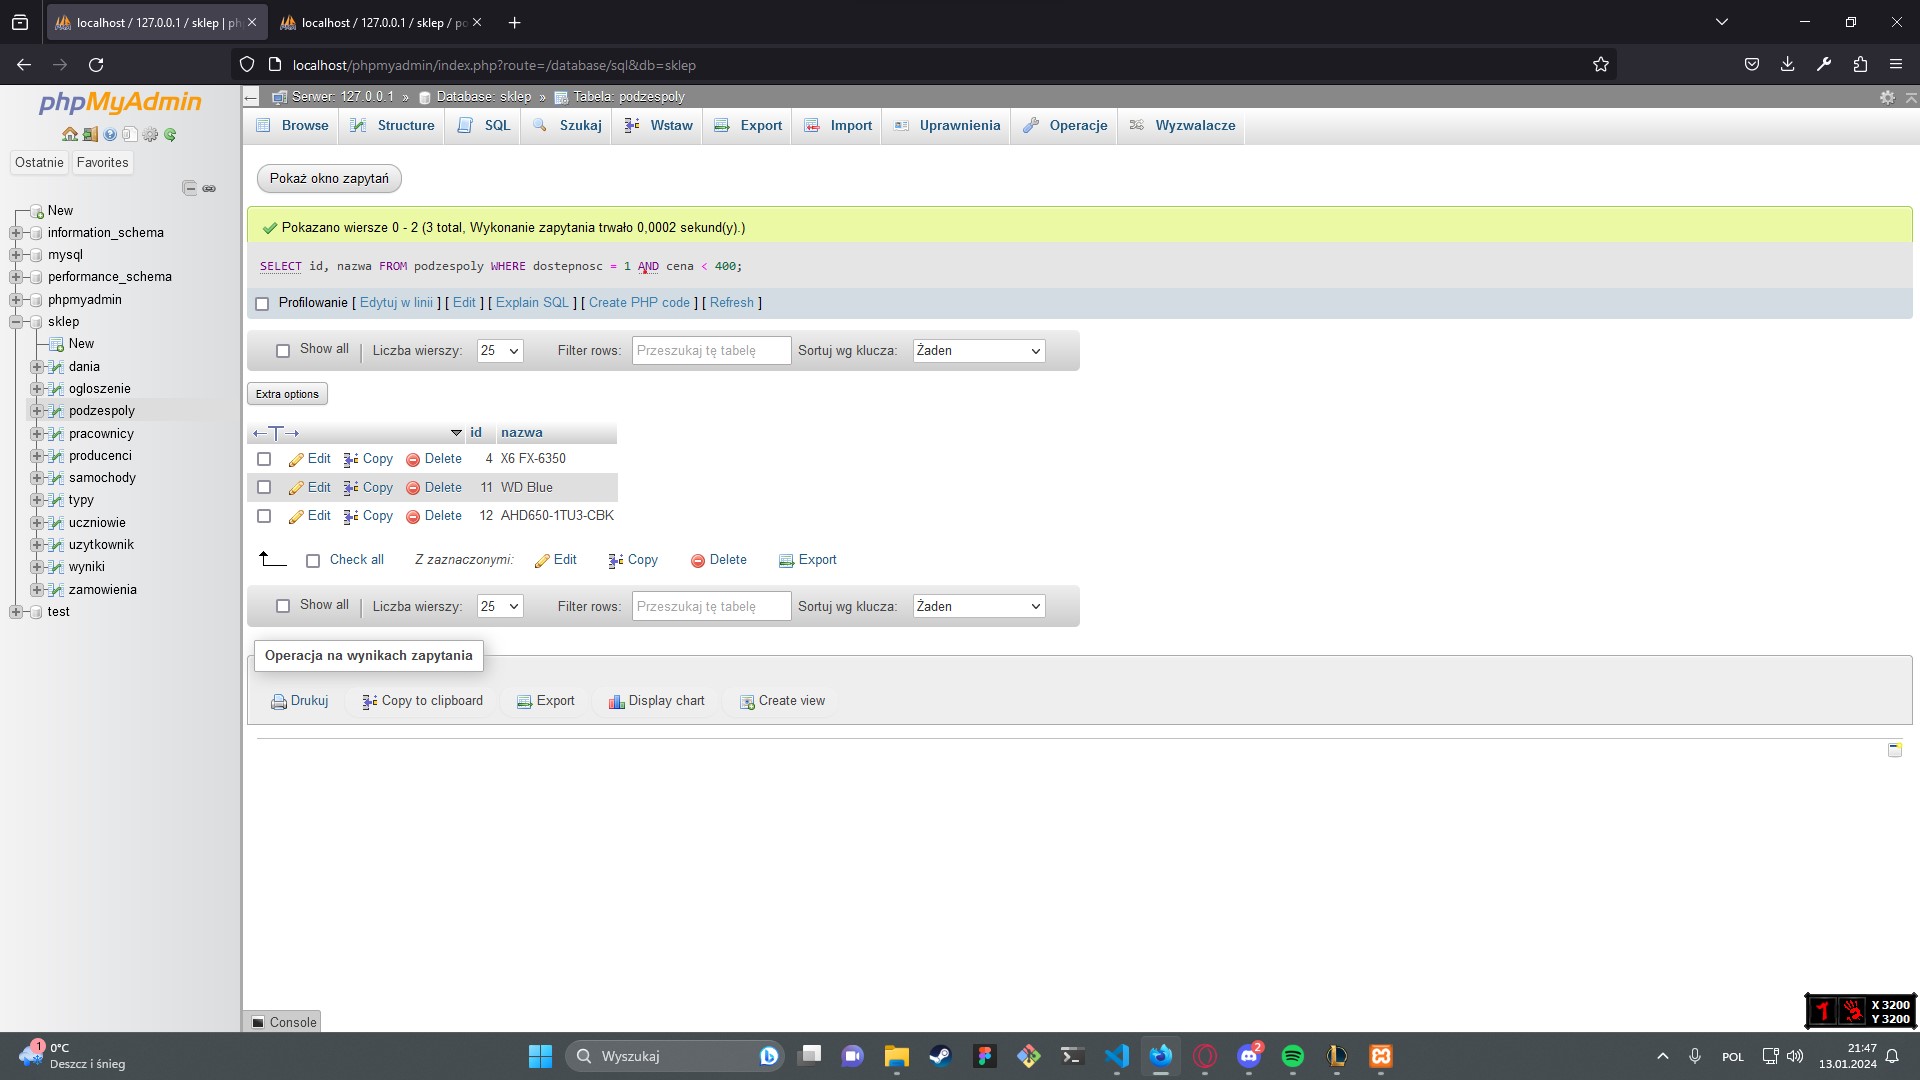 localhost / 127.0.0.1 / sklep | ph
localhost / 127.0.0.1 / sklep / po
localhost/phpmyadmin/index.php?route=/database/sql&db=sklep
phpMyAdmin
Ostatnie Favorites
New
information_schema
mysql
performance_schema
phpmyadmin
sklep
New
dania
ogloszenie
podzespoly
pracownicy
producenci
samochody
typy
uczniowie
uzytkownik
wyniki
zamowienia
test
Serwer: 127.0.0.1 » Database: sklep » Tabela: podzespoly
Browse Structure SQL Szukaj Wstaw Export Import Uprawnienia Operacje Wyzwalacze
Pokaż okno zapytań
Pokazano wiersze 0 - 2 (3 total, Wykonanie zapytania trwało 0,0002 sekund(y).)
SELECT id, nazwa FROM podzespoly WHERE dostepnosc = 1 AND cena < 400;
Profilowanie [ Edytuj w linii ] [ Edit ] [ Explain SQL ] [ Create PHP code ] [ Refresh ]
Show all Liczba wierszy: 25 Filter rows: Przeszukaj tę tabelę Sortuj wg klucza: Żaden
Extra options
←T→ id nazwa
Edit Copy Delete 4 X6 FX-6350
Edit Copy Delete 11 WD Blue
Edit Copy Delete 12 AHD650-1TU3-CBK
Check all Z zaznaczonymi: Edit Copy Delete Export
Show all Liczba wierszy: 25 Filter rows: Przeszukaj tę tabelę Sortuj wg klucza: Żaden
Operacja na wynikach zapytania
Drukuj Copy to clipboard Export Display chart Create view
Console
X 3200
Y 3200
1
0°C
Deszcz i śnieg
Wyszukaj
2
POL
21:47
13.01.2024